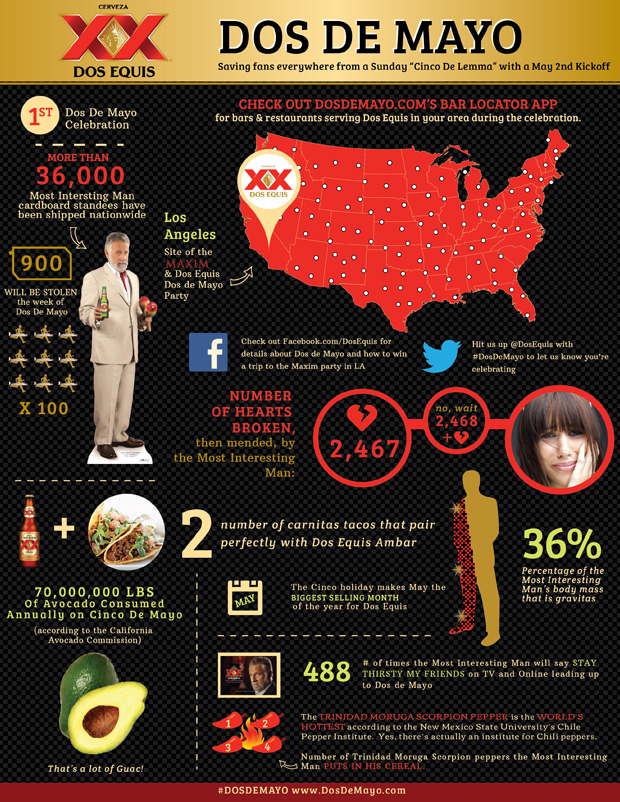 CERVEZA
XX
DOS EQUIS
DOS DE MAYO
Saving fans everywhere from a Sunday "Cinco De Lemma" with a May 2nd Kickoff
1ST
Dos De Mayo
Celebration
MORE THAN
36,000
Most Intersting Man
cardboard standees have
been shipped nationwide
CHECK OUT DOSDEMAYO.COM'S BAR LOCATOR APP
for bars & restaurants serving Dos Equis in your area during the celebration.
CERVEZA
XX
DOS EQUIS
Los
Angeles
Site of the
MAXIM
& Dos Equis
Dos de Mayo
Party
900
WILL BE STOLEN
the week of
Dos De Mayo
X 100
f
Check out Facebook.com/DosEquis for
details about Dos de Mayo and how to win
a trip to the Maxim party in LA
Hit us up @DosEquis with
#DosDeMayo to let us know you're
celebrating
NUMBER
OF HEARTS
BROKEN,
then mended, by
the Most Interesting
Man:
2,467
no, wait
2,468
+
+
2
number of carnitas tacos that pair
perfectly with Dos Equis Ambar
36%
Percentage of the
Most Interesting
Man's body mass
that is gravitas
70,000,000 LBS
Of Avocado Consumed
Annually on Cinco De Mayo
(according to the California
Avocado Commission)
That's a lot of Guac!
MAY
The Cinco holiday makes May the
BIGGEST SELLING MONTH
of the year for Dos Equis
XX
488
# of times the Most Interesting Man will say STAY
THIRSTY MY FRIENDS on TV and Online leading up
to Dos de Mayo
1 2
3 4
The TRINIDAD MORUGA SCORPION PEPPER is the WORLD'S
HOTTEST according to the New Mexico State University's Chile
Pepper Institute. Yes, there's actually an institute for Chili peppers.
Number of Trinidad Moruga Scorpion peppers the Most Interesting
Man PUTS IN HIS CEREAL.
#DOSDEMAYO www.DosDeMayo.com